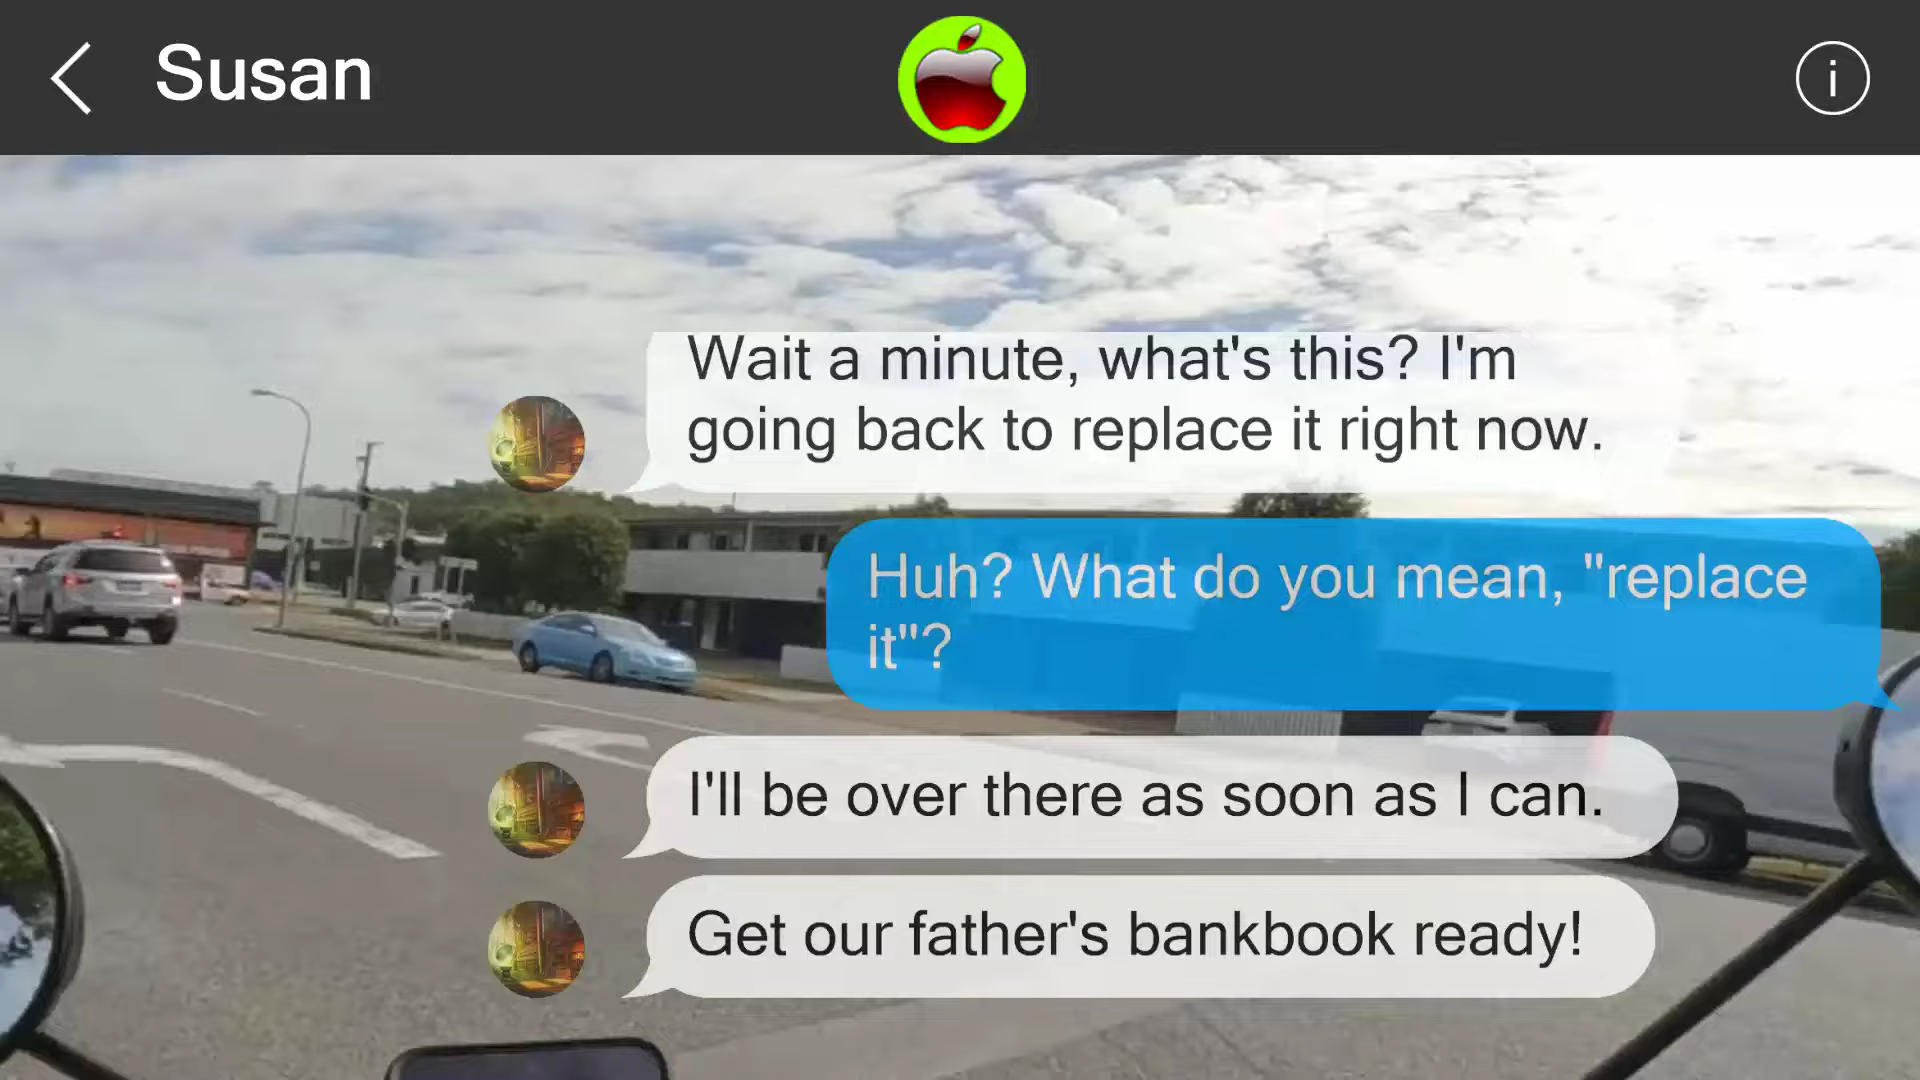 Susan
Wait a minute, what's this? I'm
going back to replace it right now.
Huh? What do you mean, "replace
it"?
I'll be over there as soon as I can.
Get our father's bankbook ready!